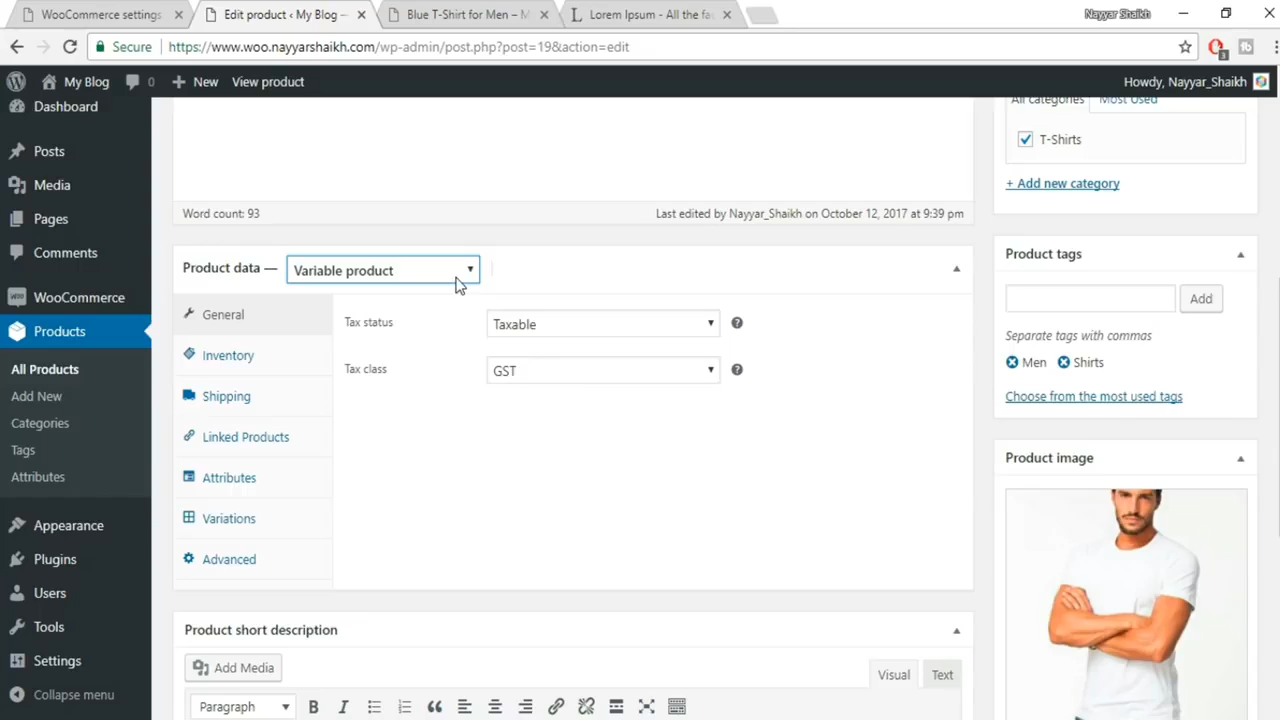 WooCommerce settings
Edit product ‹ My Blog —
Blue T-Shirt for Men – M
Lorem Ipsum - All the fa
Nayyar Shaikh
Secure
https://www.woo.nayyarshaikh.com/wp-admin/post.php?post=19&action=edit
3
My Blog
0
New
View product
Howdy, Nayyar_Shaikh
Dashboard
Posts
Media
Pages
Comments
WooCommerce
Products
All Products
Add New
Categories
Tags
Attributes
Appearance
Plugins
Users
Tools
Settings
Collapse menu
Word count: 93
Last edited by Nayyar_Shaikh on October 12, 2017 at 9:39 pm
Product data —
Variable product
General
Inventory
Shipping
Linked Products
Attributes
Variations
Advanced
Tax status
Taxable
Tax class
GST
Product short description
Add Media
Visual
Text
Paragraph
B
I
All categories
Most Used
T-Shirts
+ Add new category
Product tags
Add
Separate tags with commas
Men
Shirts
Choose from the most used tags
Product image